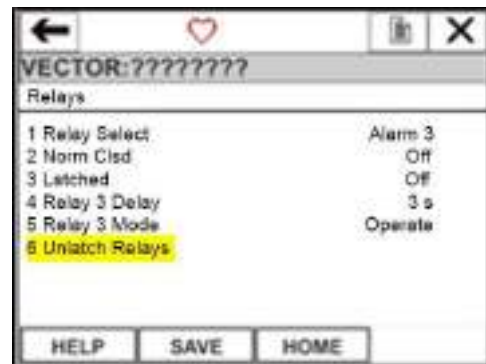 VECTOR:????????
Relays
1 Relay Select Alarm 3
2 Norm Clsd Off
3 Latched Off
4 Relay 3 Delay 3 s
5 Relay 3 Mode Operate
6 Unlatch Relays
HELP SAVE HOME